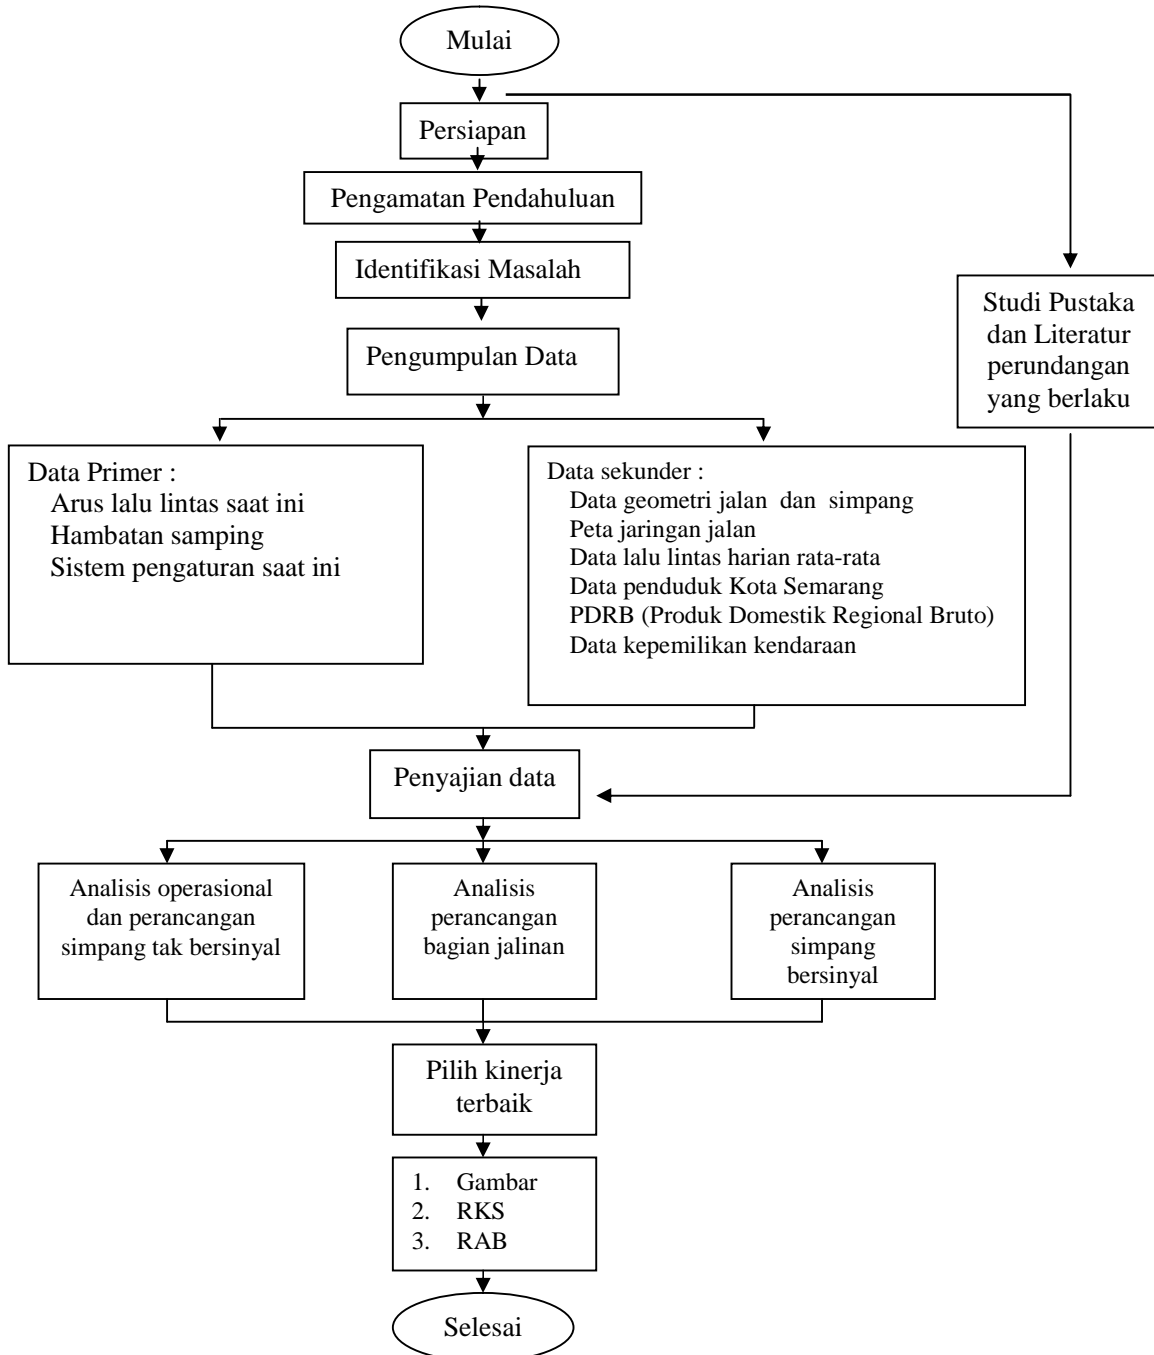 Mulai
Persiapan
Pengamatan Pendahuluan
Identifikasi Masalah
Studi Pustaka
dan Literatur
perundangan
yang berlaku
Pengumpulan Data
Data Primer :
Arus lalu lintas saat ini
Hambatan samping
Sistem pengaturan saat ini
Data sekunder :
Data geometri jalan dan simpang
Peta jaringan jalan
Data lalu lintas harian rata-rata
Data penduduk Kota Semarang
PDRB (Produk Domestik Regional Bruto)
Data kepemilikan kendaraan
Penyajian data
Analisis operasional
dan perancangan
simpang tak bersinyal
Analisis
perancangan
bagian jalinan
Analisis
perancangan
simpang
bersinyal
Pilih kinerja
terbaik
1. Gambar
2. RKS
3. RAB
Selesai